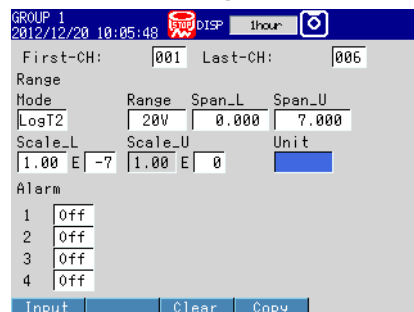 GROUP 1
2012/12/20 10:05:48 STOP DISP 1hour
First-CH: 001 Last-CH: 006
Range
Mode Range Span_L Span_U
LogT2 20V 0.000 7.000
Scale_L Scale_U Unit
1.00 E -7 1.00 E 0
Alarm
1 Off
2 Off
3 Off
4 Off
Input Clear Copy